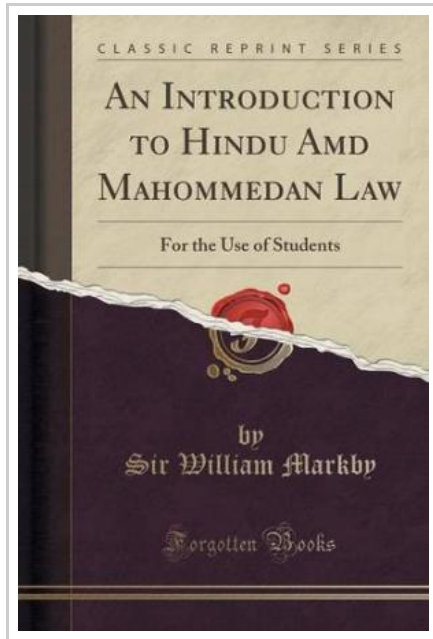 CLASSIC REPRINT SERIES
AN INTRODUCTION
TO HINDU AMD
MAHOMMEDAN LAW
For the Use of Students
by
Sir William Markby
Forgotten Books